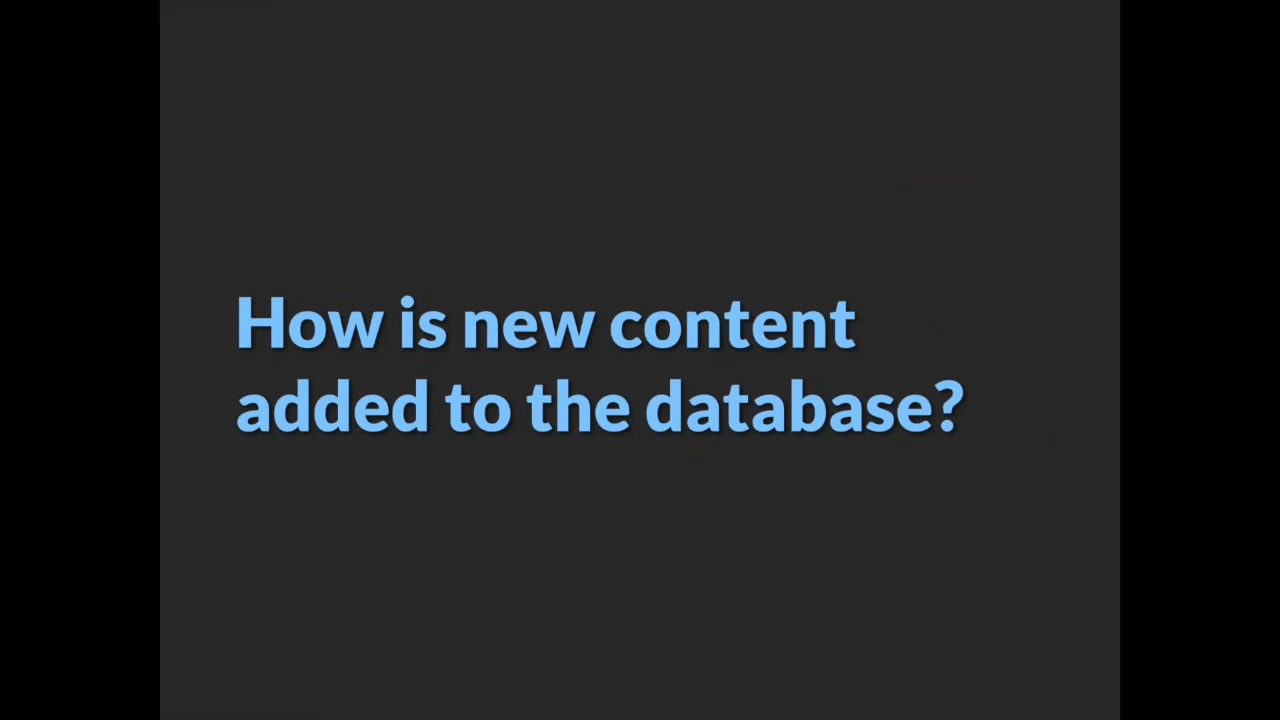 How is new content
added to the database?